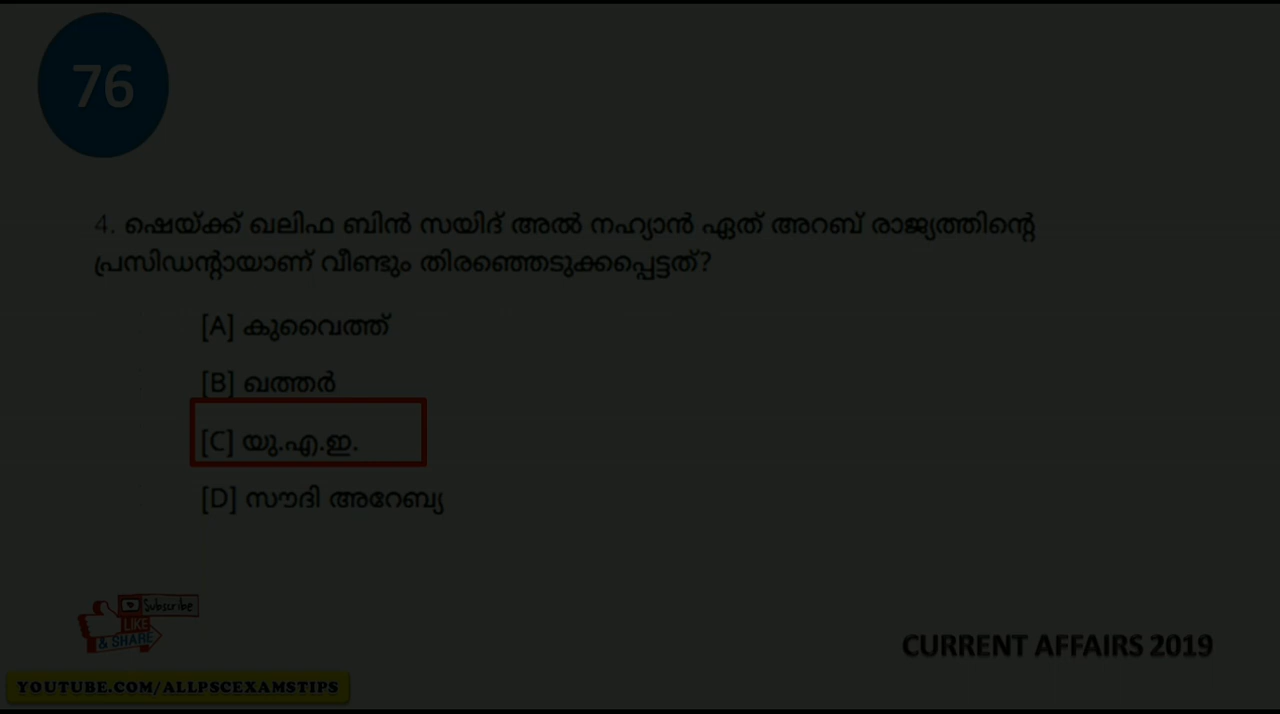 76
4. ഷെയ്ക്ക് ഖലിഫ ബിൻ സയിദ് അൽ നഹ്യാൻ ഏത് അറബ് രാജ്യത്തിന്റെ
പ്രസിഡന്റായാണ് വീണ്ടും തിരഞ്ഞെടുക്കപ്പെട്ടത്?
[A] കുവൈത്ത്
[B] ഖത്തർ
[C] യു.എ.ഇ.
[D] സൗദി അറേബ്യ
Subscribe
LIKE
& SHARE
CURRENT AFFAIRS 2019
YOUTUBE.COM/ALLPSCEXAMSTIPS